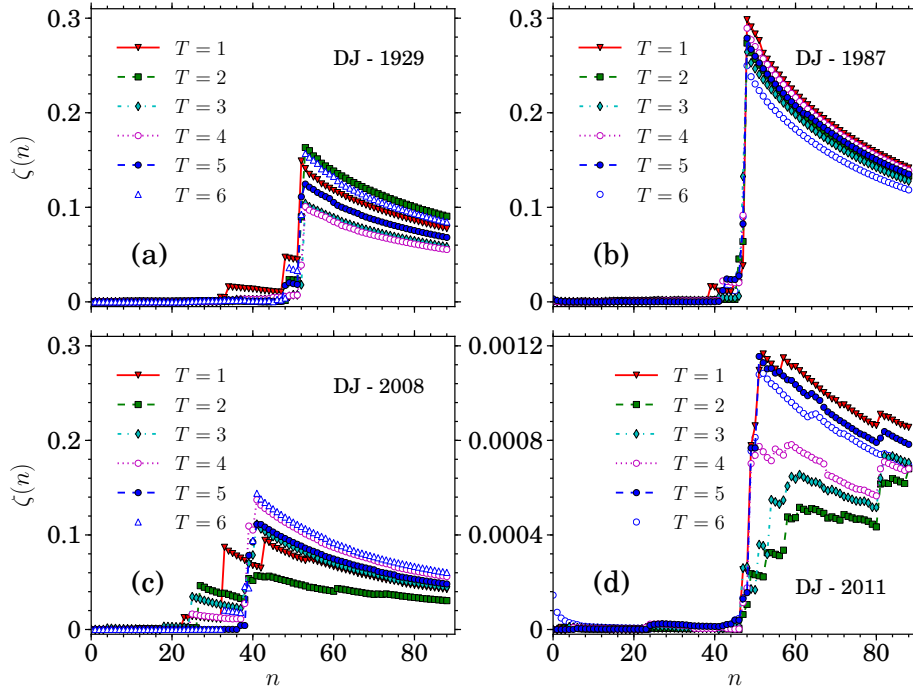 0.3
0.2
0.1
0
ζ(n)
T = 1
T = 2
T = 3
T = 4
T = 5
T = 6
DJ - 1929
(a)
0.3
0.2
0.1
0
T = 1
T = 2
T = 3
T = 4
T = 5
T = 6
DJ - 1987
(b)
0.3
0.2
0.1
0
ζ(n)
T = 1
T = 2
T = 3
T = 4
T = 5
T = 6
DJ - 2008
(c)
0 20 40 60 80
n
0.0012
0.0008
0.0004
0
T = 1
T = 2
T = 3
T = 4
T = 5
T = 6
(d)
DJ - 2011
0 20 40 60 80
n